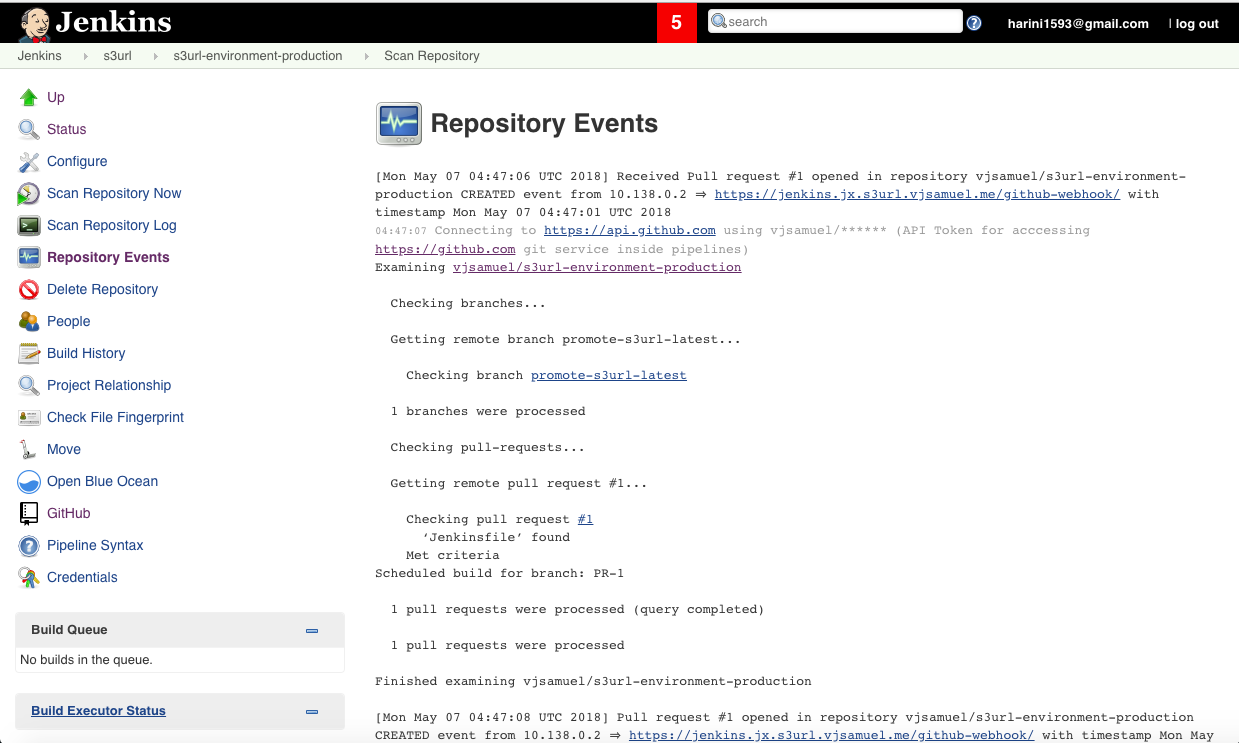 Jenkins
5
search
harini1593@gmail.com
| log out
Jenkins
s3url
s3url-environment-production
Scan Repository
Up
Status
Configure
Scan Repository Now
Scan Repository Log
Repository Events
Delete Repository
People
Build History
Project Relationship
Check File Fingerprint
Move
Open Blue Ocean
GitHub
Pipeline Syntax
Credentials
Build Queue
No builds in the queue.
Build Executor Status
Repository Events
[Mon May 07 04:47:06 UTC 2018] Received Pull request #1 opened in repository vjsamuel/s3url-environment-
production CREATED event from 10.138.0.2 ⇒ https://jenkins.jx.s3url.vjsamuel.me/github-webhook/ with
timestamp Mon May 07 04:47:01 UTC 2018
04:47:07 Connecting to https://api.github.com using vjsamuel/****** (API Token for acccessing
https://github.com git service inside pipelines)
Examining vjsamuel/s3url-environment-production
Checking branches...
Getting remote branch promote-s3url-latest...
Checking branch promote-s3url-latest
1 branches were processed
Checking pull-requests...
Getting remote pull request #1...
Checking pull request #1
‘Jenkinsfile’ found
Met criteria
Scheduled build for branch: PR-1
1 pull requests were processed (query completed)
1 pull requests were processed
Finished examining vjsamuel/s3url-environment-production
[Mon May 07 04:47:08 UTC 2018] Pull request #1 opened in repository vjsamuel/s3url-environment-production
CREATED event from 10.138.0.2 ⇒ https://jenkins.jx.s3url.vjsamuel.me/github-webhook/ with timestamp Mon May